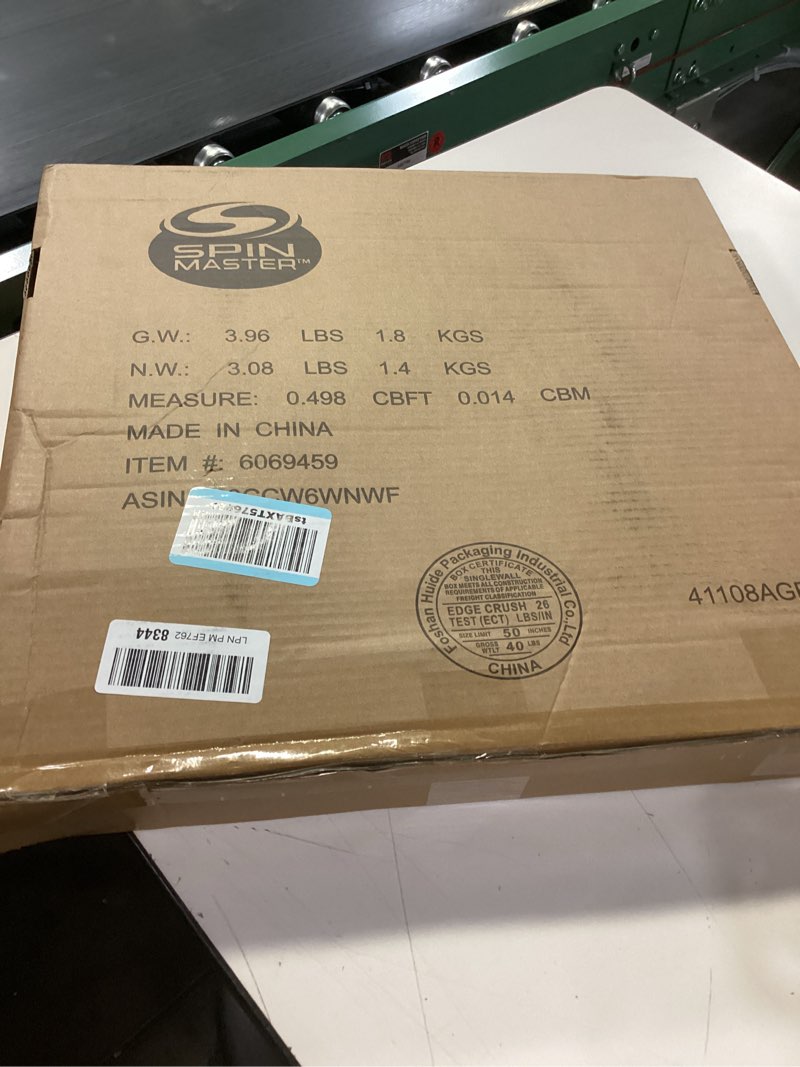 SPIN
MASTER™
G.W.: 3.96 LBS 1.8 KGS
N.W.: 3.08 LBS 1.4 KGS
MEASURE: 0.498 CBFT 0.014 CBM
MADE IN CHINA
ITEM #: 6069459
ASIN
CW6WNWF
LPN PM EF762 8344
Foshan Huide Packaging Industrial Co.,Ltd
BOX CERTIFICATE
THIS
SINGLEWALL
BOX MEETS ALL CONSTRUCTION
REQUIREMENTS OF APPLICABLE
FREIGHT CLASSIFICATION
EDGE CRUSH 26
TEST (ECT) LBS/IN
SIZE LIMIT 50 INCHES
GROSS WTLT 40 LBS
CHINA